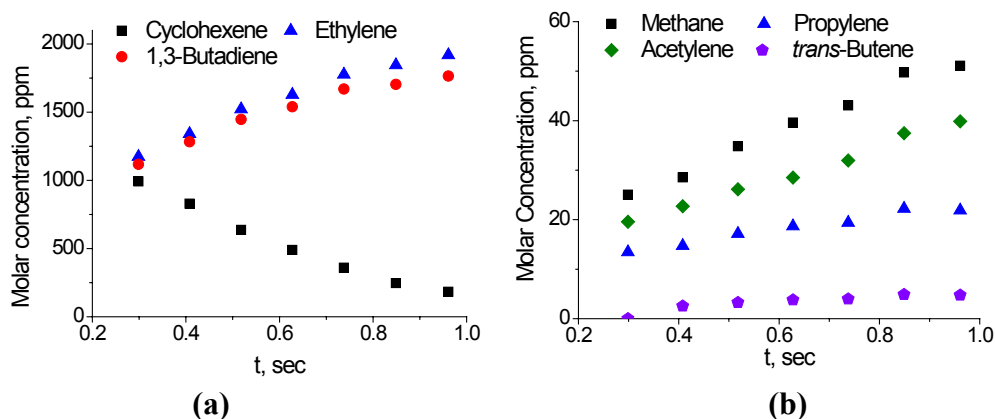 Cyclohexene Ethylene
1,3-Butadiene
2000
1500
1000
500
0
0.2 0.4 0.6 0.8 1.0
Molar concentration, ppm
t, sec
(a)
Methane Propylene
Acetylene trans-Butene
60
40
20
0
0.2 0.4 0.6 0.8 1.0
Molar Concentration, ppm
t, sec
(b)